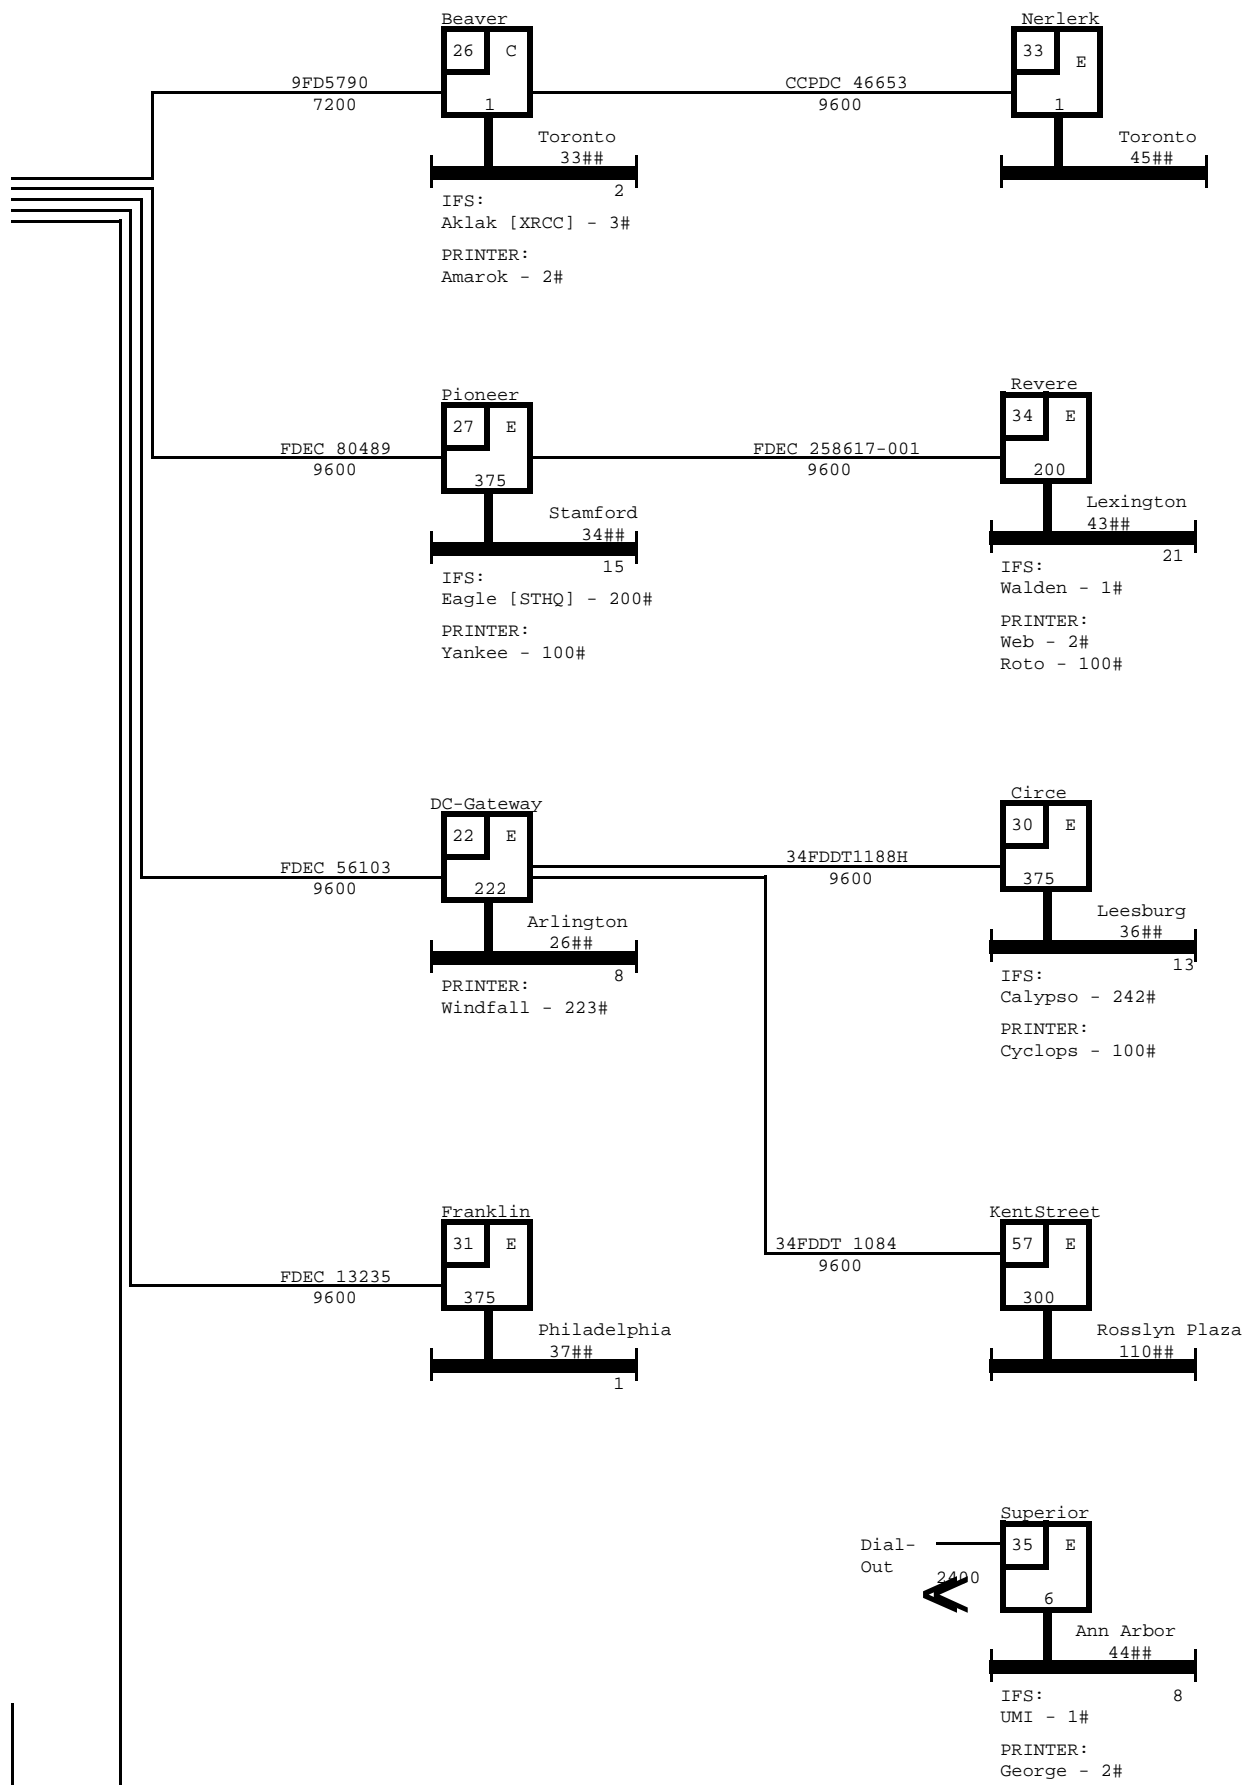 Beaver
26 C
1
9FD5790
7200
Toronto
33##
2
IFS:
Aklak [XRCC] - 3#
PRINTER:
Amarok - 2#
Nerlerk
33
E
1
CCPDC 46653
9600
Toronto
45##
Pioneer
27 E
375
FDEC 80489
9600
Stamford
34##
15
IFS:
Eagle [STHQ] - 200#
PRINTER:
Yankee - 100#
Revere
34 E
200
FDEC 258617-001
9600
Lexington
43##
21
IFS:
Walden - 1#
PRINTER:
Web - 2#
Roto - 100#
DC-Gateway
22 E
222
FDEC 56103
9600
Arlington
26##
8
PRINTER:
Windfall - 223#
Circe
30 E
375
34FDDT1188H
9600
Leesburg
36##
13
IFS:
Calypso - 242#
PRINTER:
Cyclops - 100#
Franklin
31 E
375
FDEC 13235
9600
Philadelphia
37##
1
KentStreet
57 E
300
34FDDT 1084
9600
Rosslyn Plaza
110##
Superior
35 E
6
Dial-
Out
2400
Ann Arbor
44##
8
IFS:
UMI - 1#
PRINTER:
George - 2#